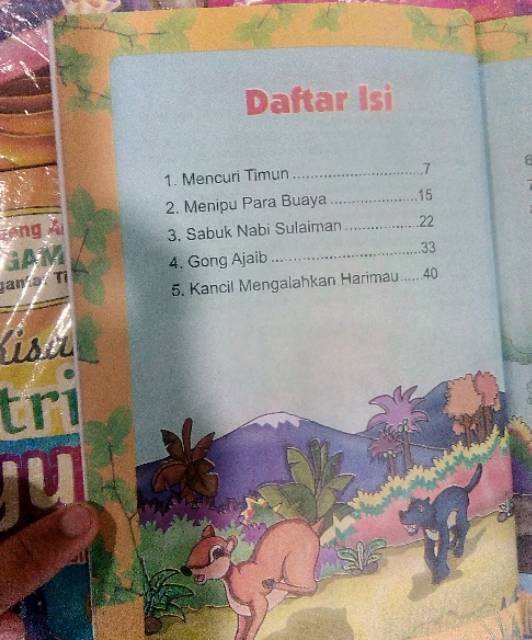 Daftar Isi
1. Mencuri Timun ..............................7
2. Menipu Para Buaya .....................15
3. Sabuk Nabi Sulaiman ..................22
4. Gong Ajaib ....................................33
5. Kancil Mengalahkan Harimau ......40